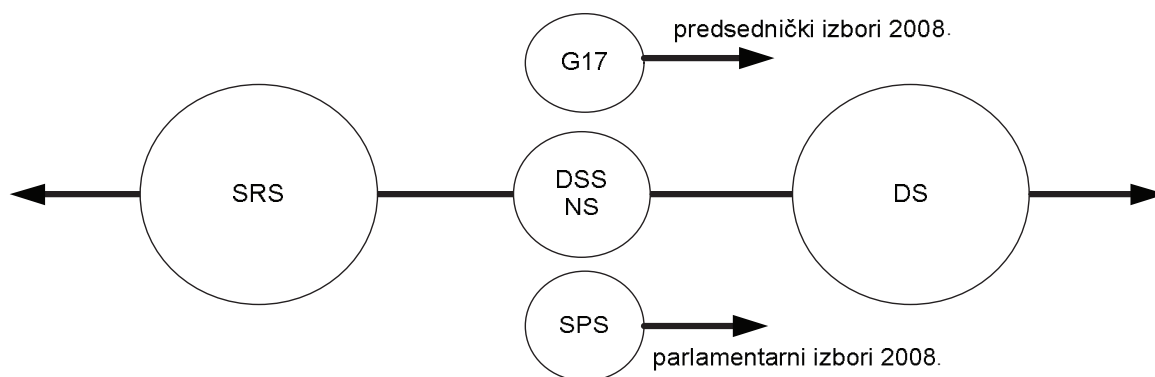 predsednički izbori 2008.
G17
SRS
DSS
NS
DS
SPS
parlamentarni izbori 2008.